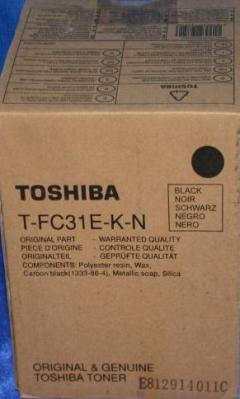 TOSHIBA
BLACK
NOIR
SCHWARZ
NEGRO
NERO
T-FC31E-K-N
ORIGINAL PART - WARRANTED QUALITY
PIECE D'ORIGINE - CONTROLE QUALITE
ORIGINALTEIL - GEPRÜFTE QUALITÄT
COMPONENTS: Polyester resin, Wax,
Carbon black(1333-86-4), Metallic soap, Silica
ORIGINAL & GENUINE
TOSHIBA TONER
E812914011C